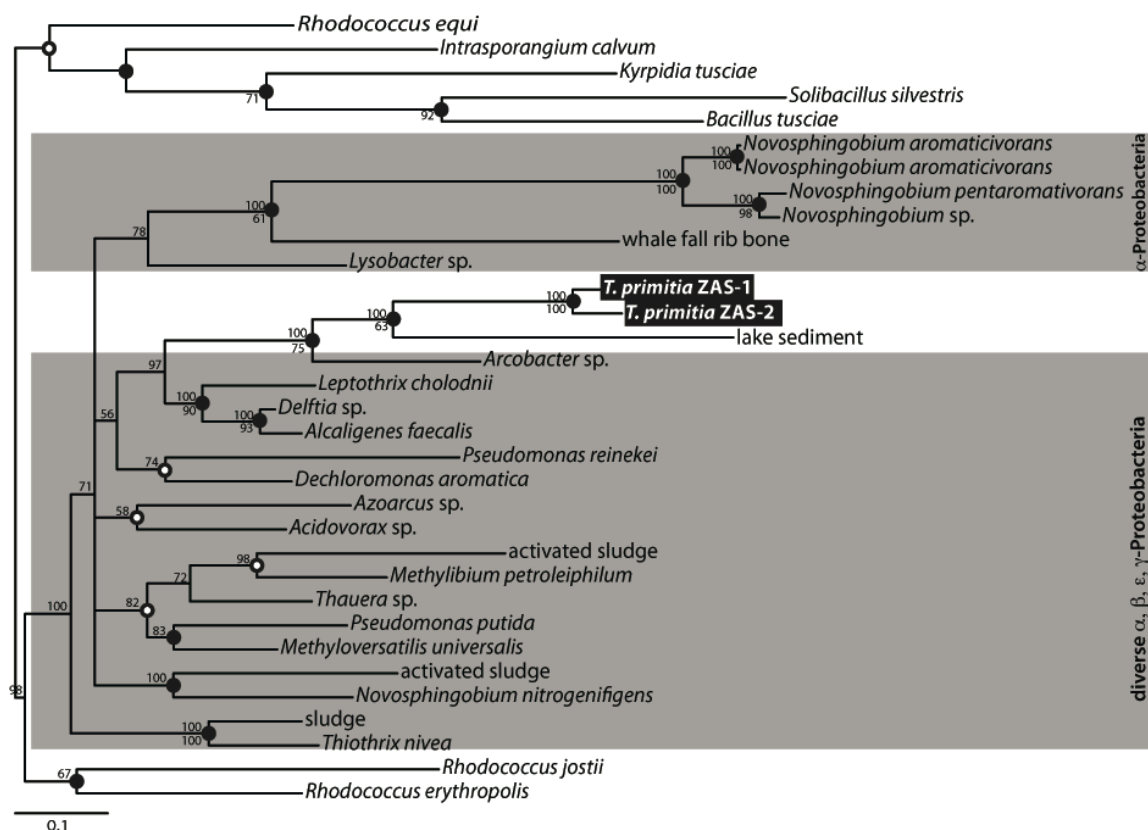 Rhodococcus equi
Intrasporangium calvum
Kyrpidia tusciae
71
Solibacillus silvestris
92
Bacillus tusciae
Novosphingobium aromaticivorans
100
100
Novosphingobium aromaticivorans
100
100
Novosphingobium pentaromativorans
100
98
Novosphingobium sp.
100
61
78
whale fall rib bone
Lysobacter sp.
α-Proteobacteria
T. primitia ZAS-1
100
100
T. primitia ZAS-2
100
63
lake sediment
100
75
Arcobacter sp.
97
Leptothrix cholodnii
100
90
Delftia sp.
100
93
Alcaligenes faecalis
56
Pseudomonas reinekei
74
Dechloromonas aromatica
71
Azoarcus sp.
58
Acidovorax sp.
activated sludge
98
Methylibium petroleiphilum
72
Thauera sp.
82
Pseudomonas putida
83
Methyloversatilis universalis
100
activated sludge
100
Novosphingobium nitrogenifigens
sludge
100
100
Thiothrix nivea
diverse α, β, ε, γ-Proteobacteria
98
Rhodococcus jostii
67
Rhodococcus erythropolis
0.1